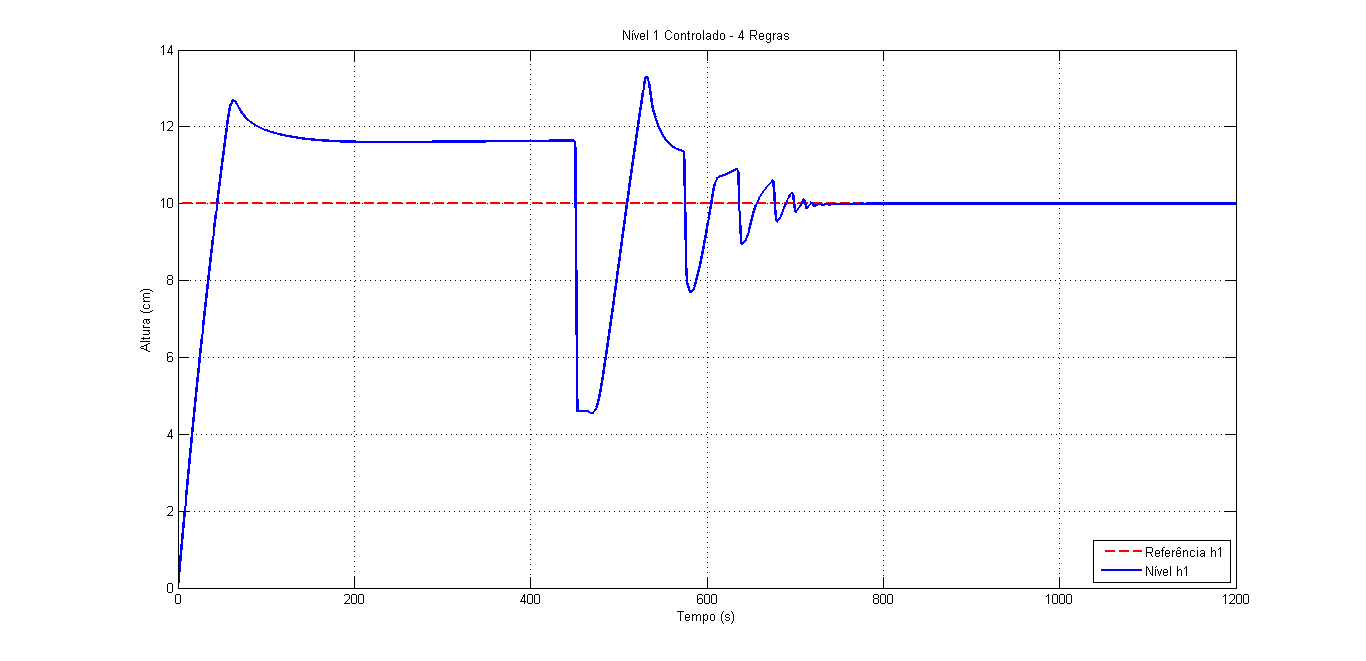 Nível 1 Controlado - 4 Regras
14
12
10
8
6
4
2
0
Altura (cm)
0 200 400 600 800 1000 1200
Tempo (s)
Referência h1
Nível h1